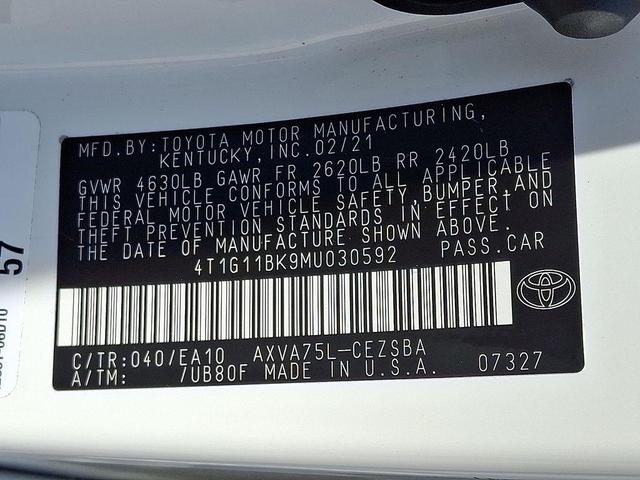 MFD.BY:TOYOTA MOTOR MANUFACTURING,
KENTUCKY,INC.02/21
GVWR 4630LB GAWR FR 2620LB RR 2420LB
THIS VEHICLE CONFORMS TO ALL APPLICABLE
FEDERAL MOTOR VEHICLE SAFETY,BUMPER,AND
THEFT PREVENTION STANDARDS IN EFFECT ON
THE DATE OF MANUFACTURE SHOWN ABOVE.
4T1G11BK9MU030592 PASS.CAR
C/TR:040/EA10 AXVA75L-CEZSBA
A/TM: 7UB80F MADE IN U.S.A. 07327
57